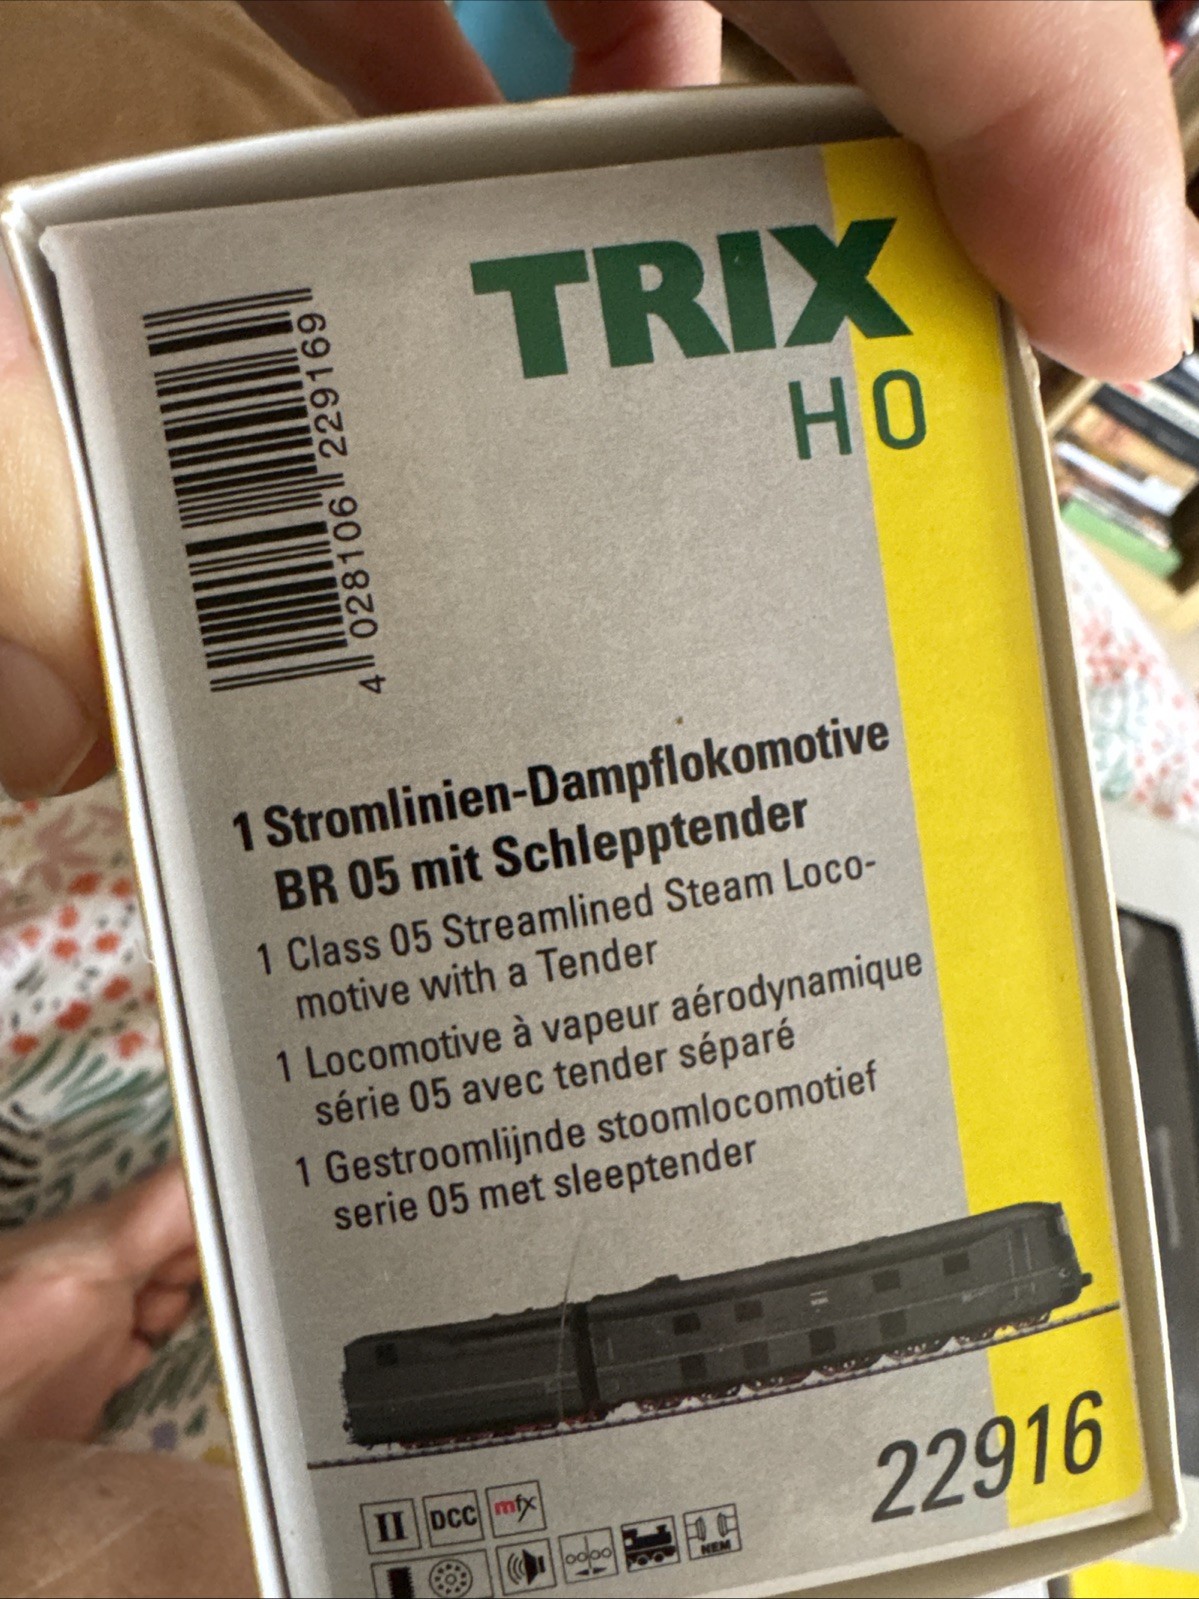 TRIX
H0
4 028106 229169
1 Stromlinien-Dampflokomotive
BR 05 mit Schlepptender
1 Class 05 Streamlined Steam Loco-
motive with a Tender
1 Locomotive à vapeur aérodynamique
série 05 avec tender séparé
1 Gestroomlijnde stoomlocomotief
serie 05 met sleeptender
22916
II DCC mfx
NEM